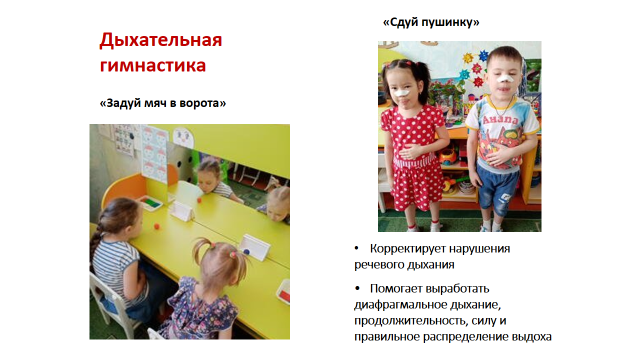 Дыхательная
гимнастика
«Задуй мяч в ворота»
«Сдуй пушинку»
АНАПА
• Корректирует нарушения
речевого дыхания
• Помогает выработать
диафрагмальное дыхание,
продолжительность, силу и
правильное распределение выдоха